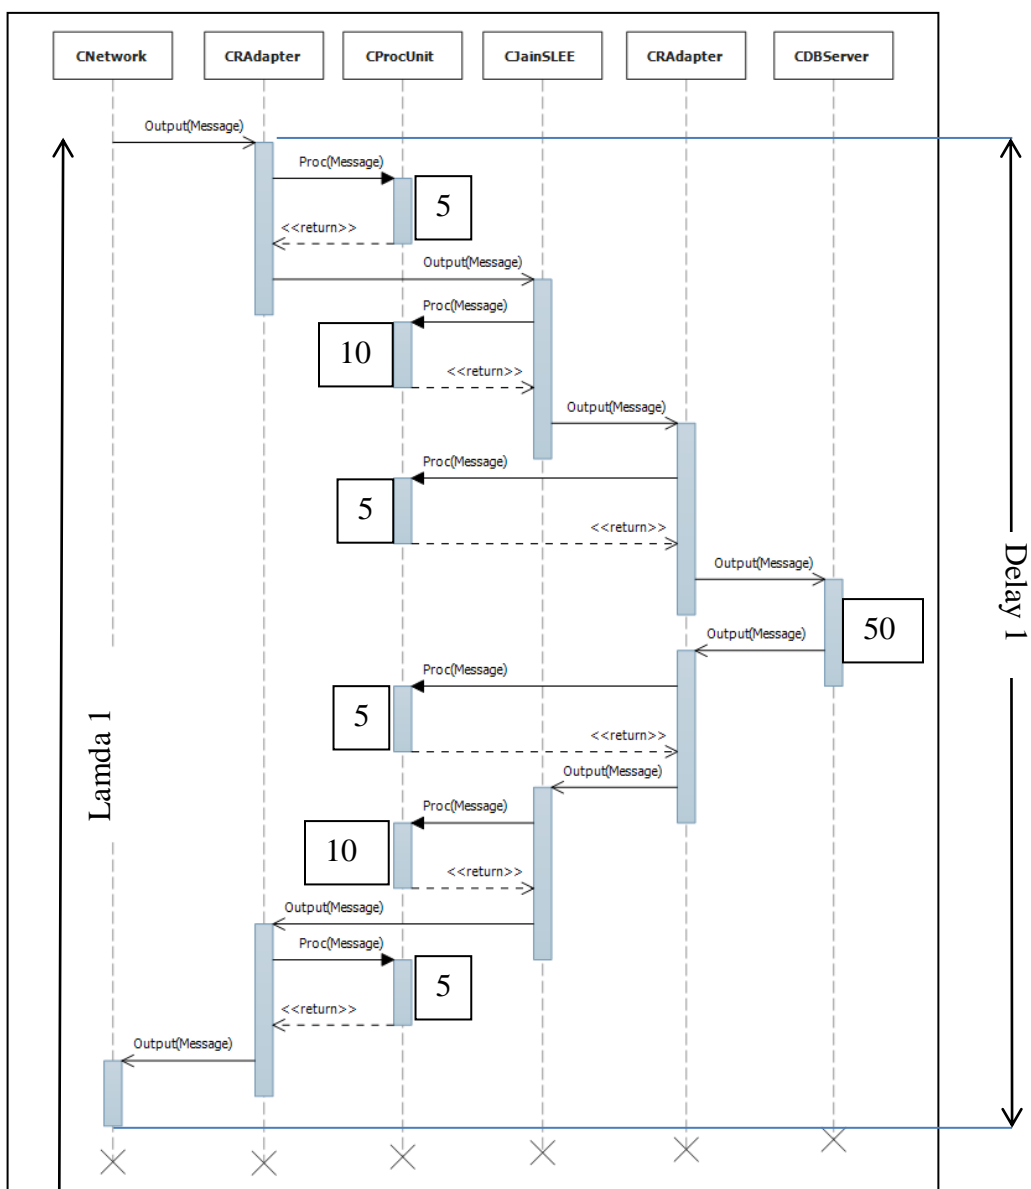 CNetwork CRAdapter CProcUnit CJainSLEE CRAdapter CDBServer
Output(Message)
Proc(Message)
5
<<return>>
Output(Message)
Proc(Message)
10
<<return>>
Output(Message)
Proc(Message)
5
<<return>>
Output(Message)
Delay 1
50
Output(Message)
Proc(Message)
5
<<return>>
Lamda 1
Output(Message)
Proc(Message)
10
<<return>>
Output(Message)
Proc(Message)
5
<<return>>
Output(Message)